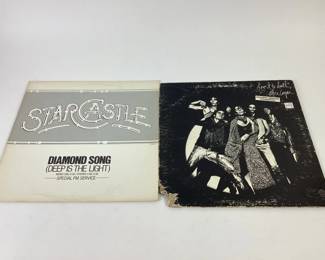 STARCASTLE
DIAMOND SONG
(DEEP IS THE LIGHT)
SPECIAL FM SERVICE
Love it to death
Alice Cooper